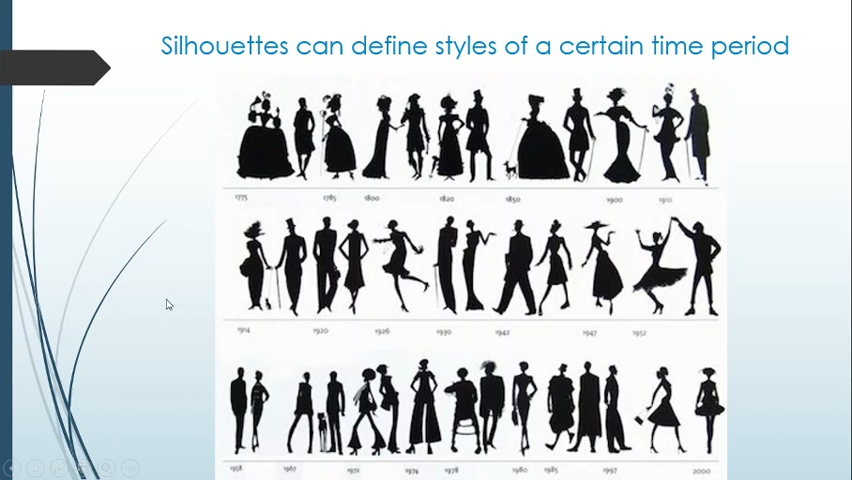 Silhouettes can define styles of a certain time period
1775 1785 1800 1820 1850 1900 1910
1914 1920 1926 1930 1942 1947 1952
1958 1967 1972 1974 1978 1980 1985 1997 2000